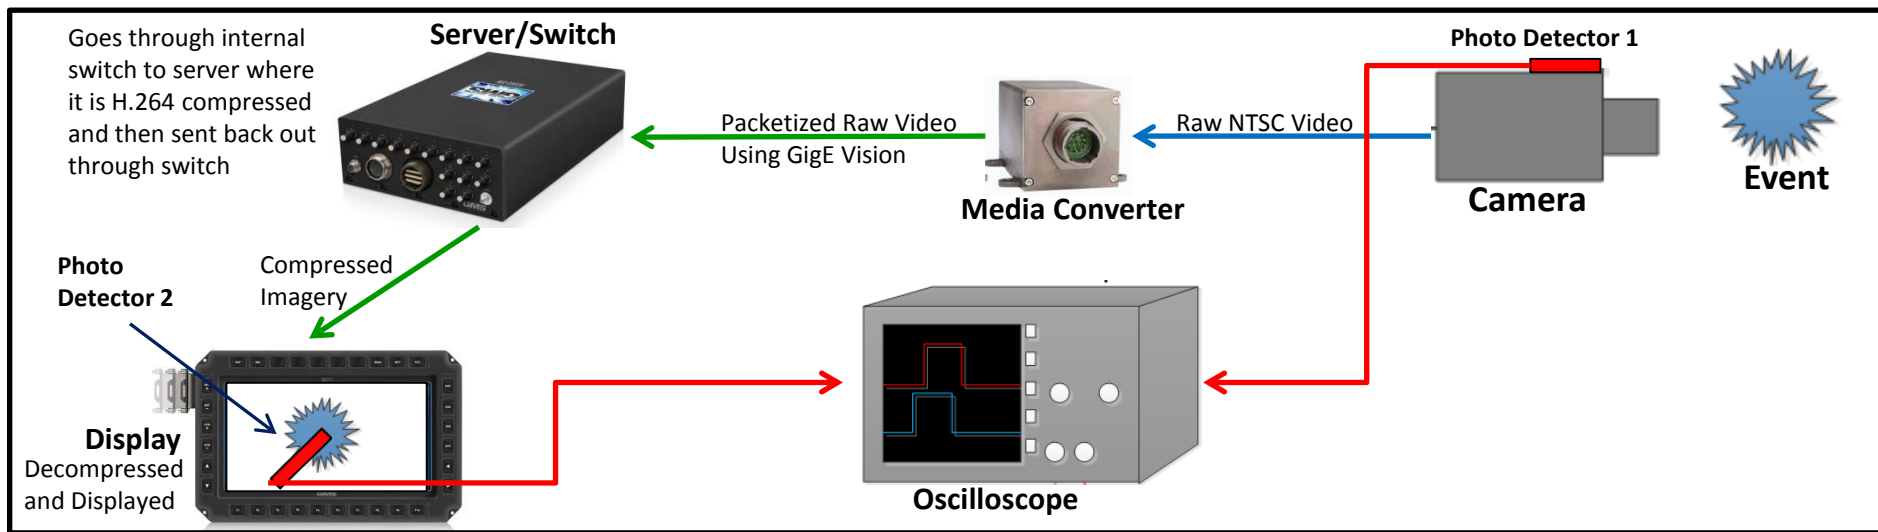 Goes through internal
switch to server where
it is H.264 compressed
and then sent back out
through switch
Server/Switch
GMS
Packetized Raw Video
Using GigE Vision
Media Converter
Raw NTSC Video
Photo Detector 1
Camera
Event
Photo
Detector 2
Compressed
Imagery
Display
Decompressed
and Displayed
GMS
Oscilloscope